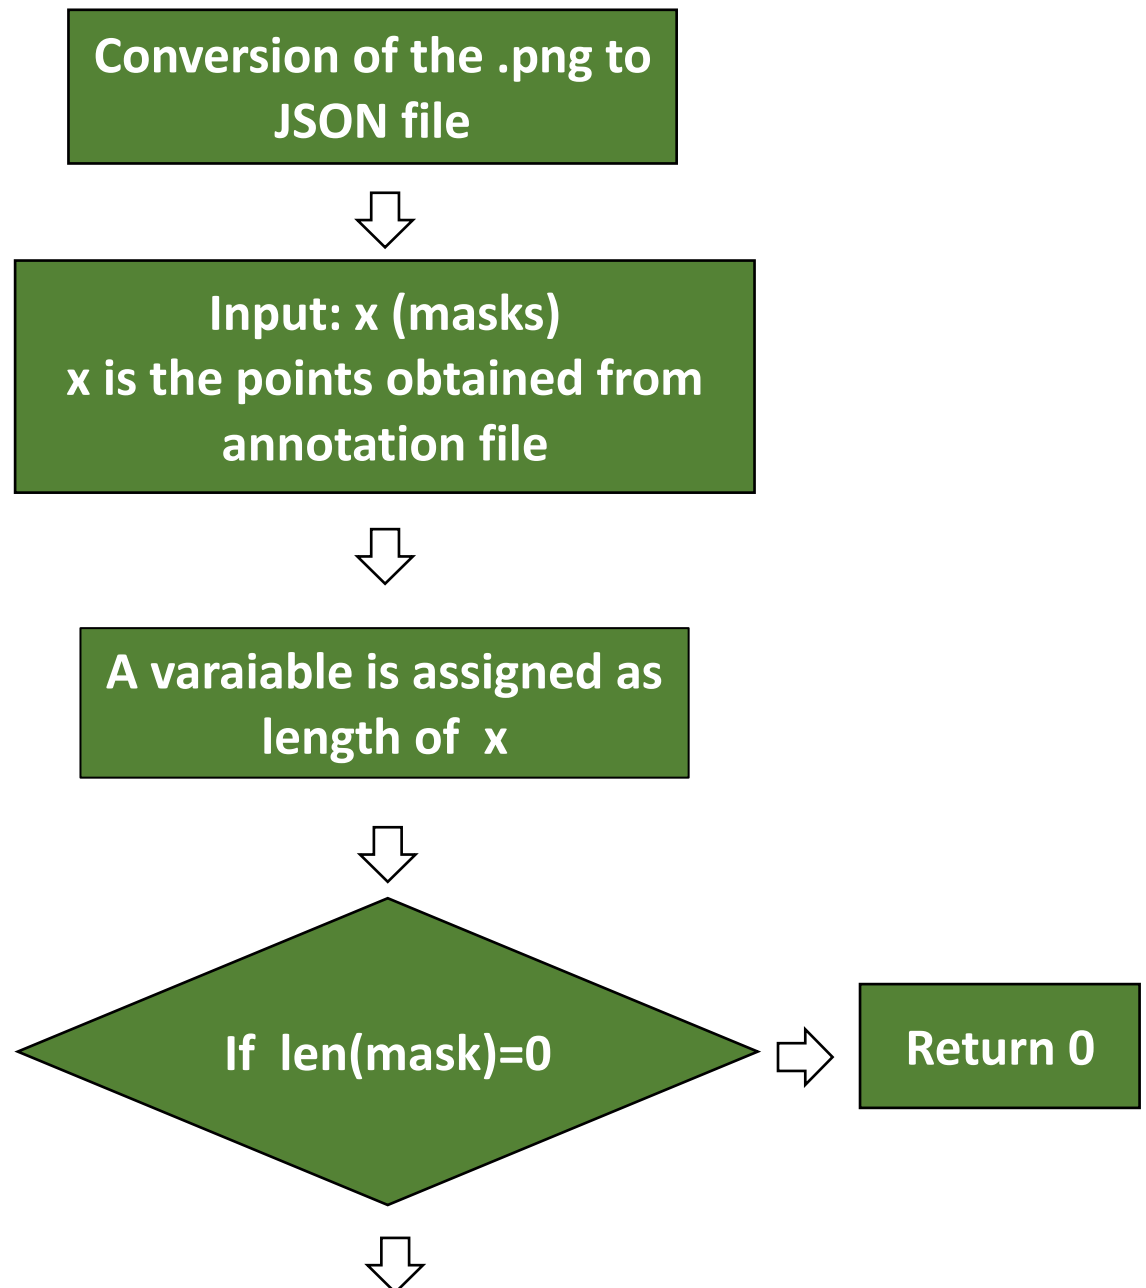 Conversion of the .png to
JSON file
Input: x (masks)
x is the points obtained from
annotation file
A varaiable is assigned as
length of  x
If  len(mask)=0
Return 0